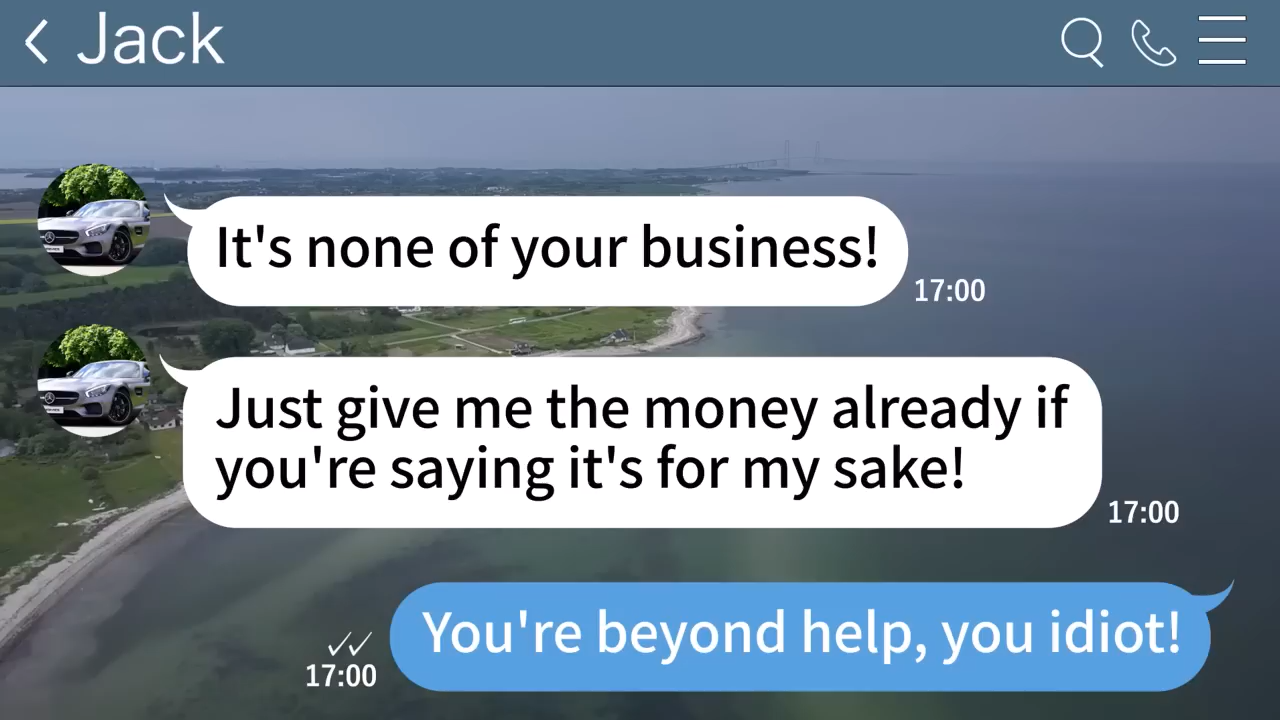 Jack
It's none of your business!
17:00
Just give me the money already if
you're saying it's for my sake!
17:00
You're beyond help, you idiot!
17:00